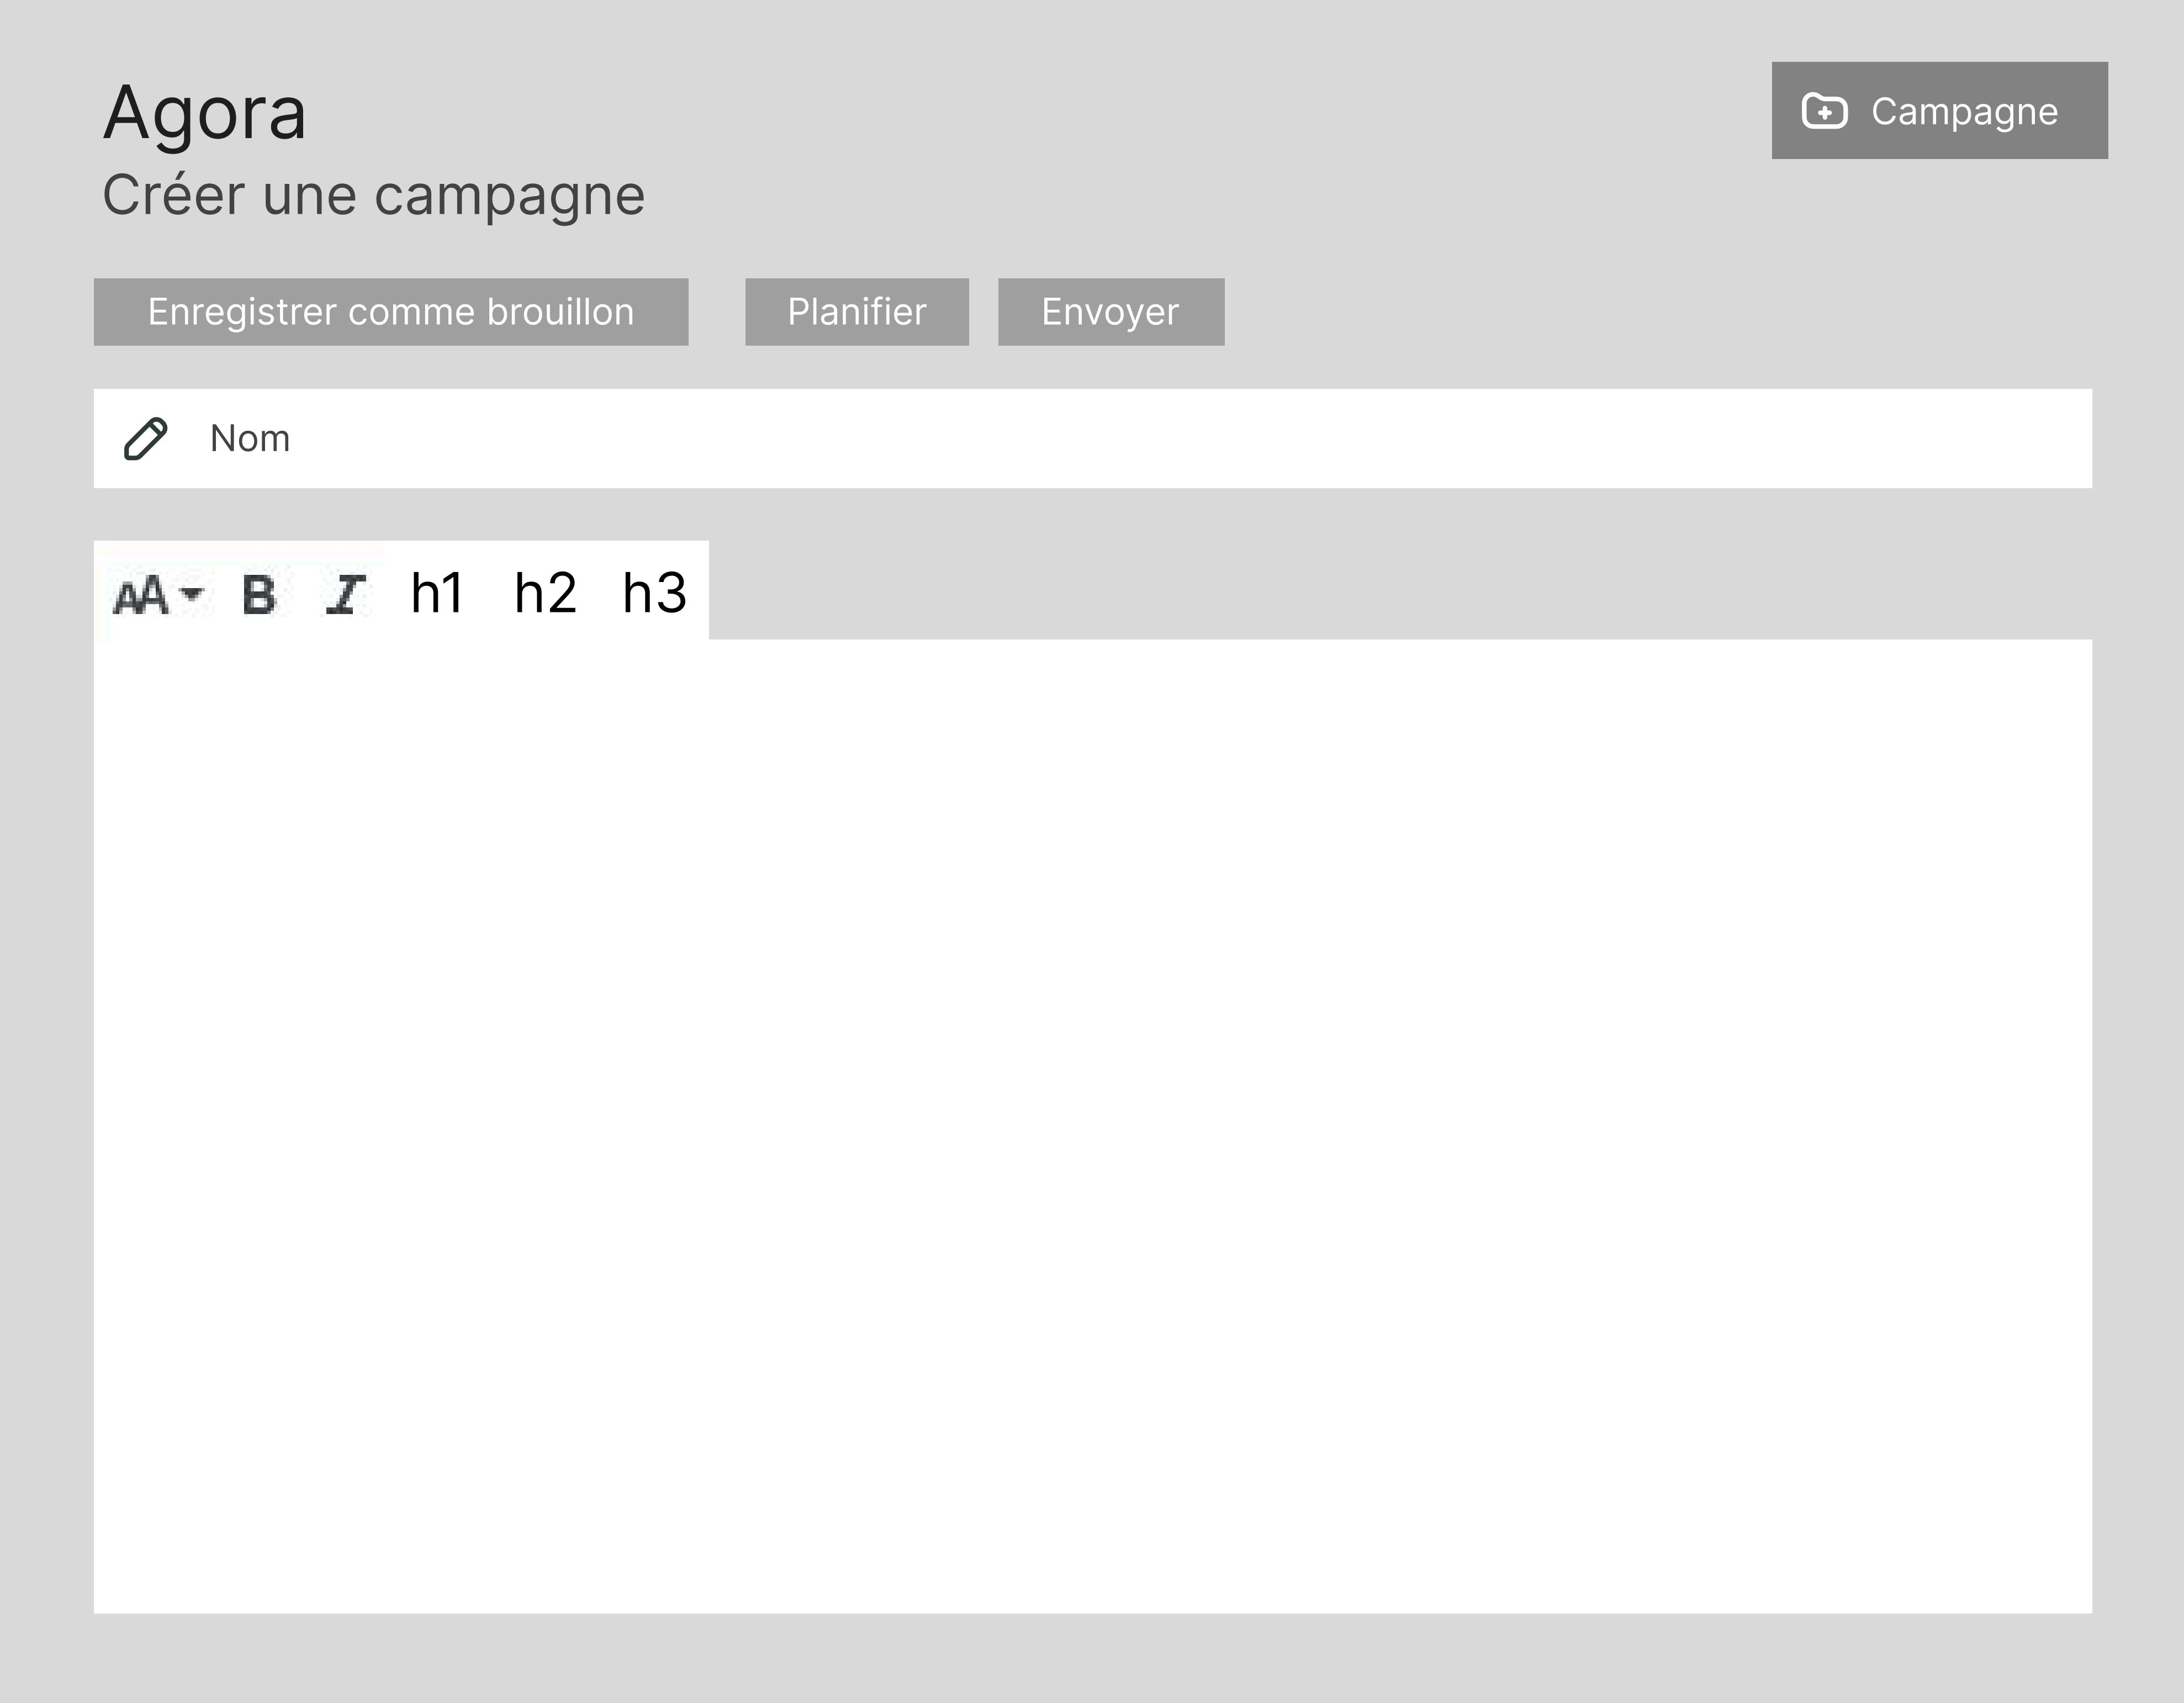 Agora
Campagne
Créer une campagne
Enregistrer comme brouillon
Planifier
Envoyer
Nom
AA B I h1 h2 h3